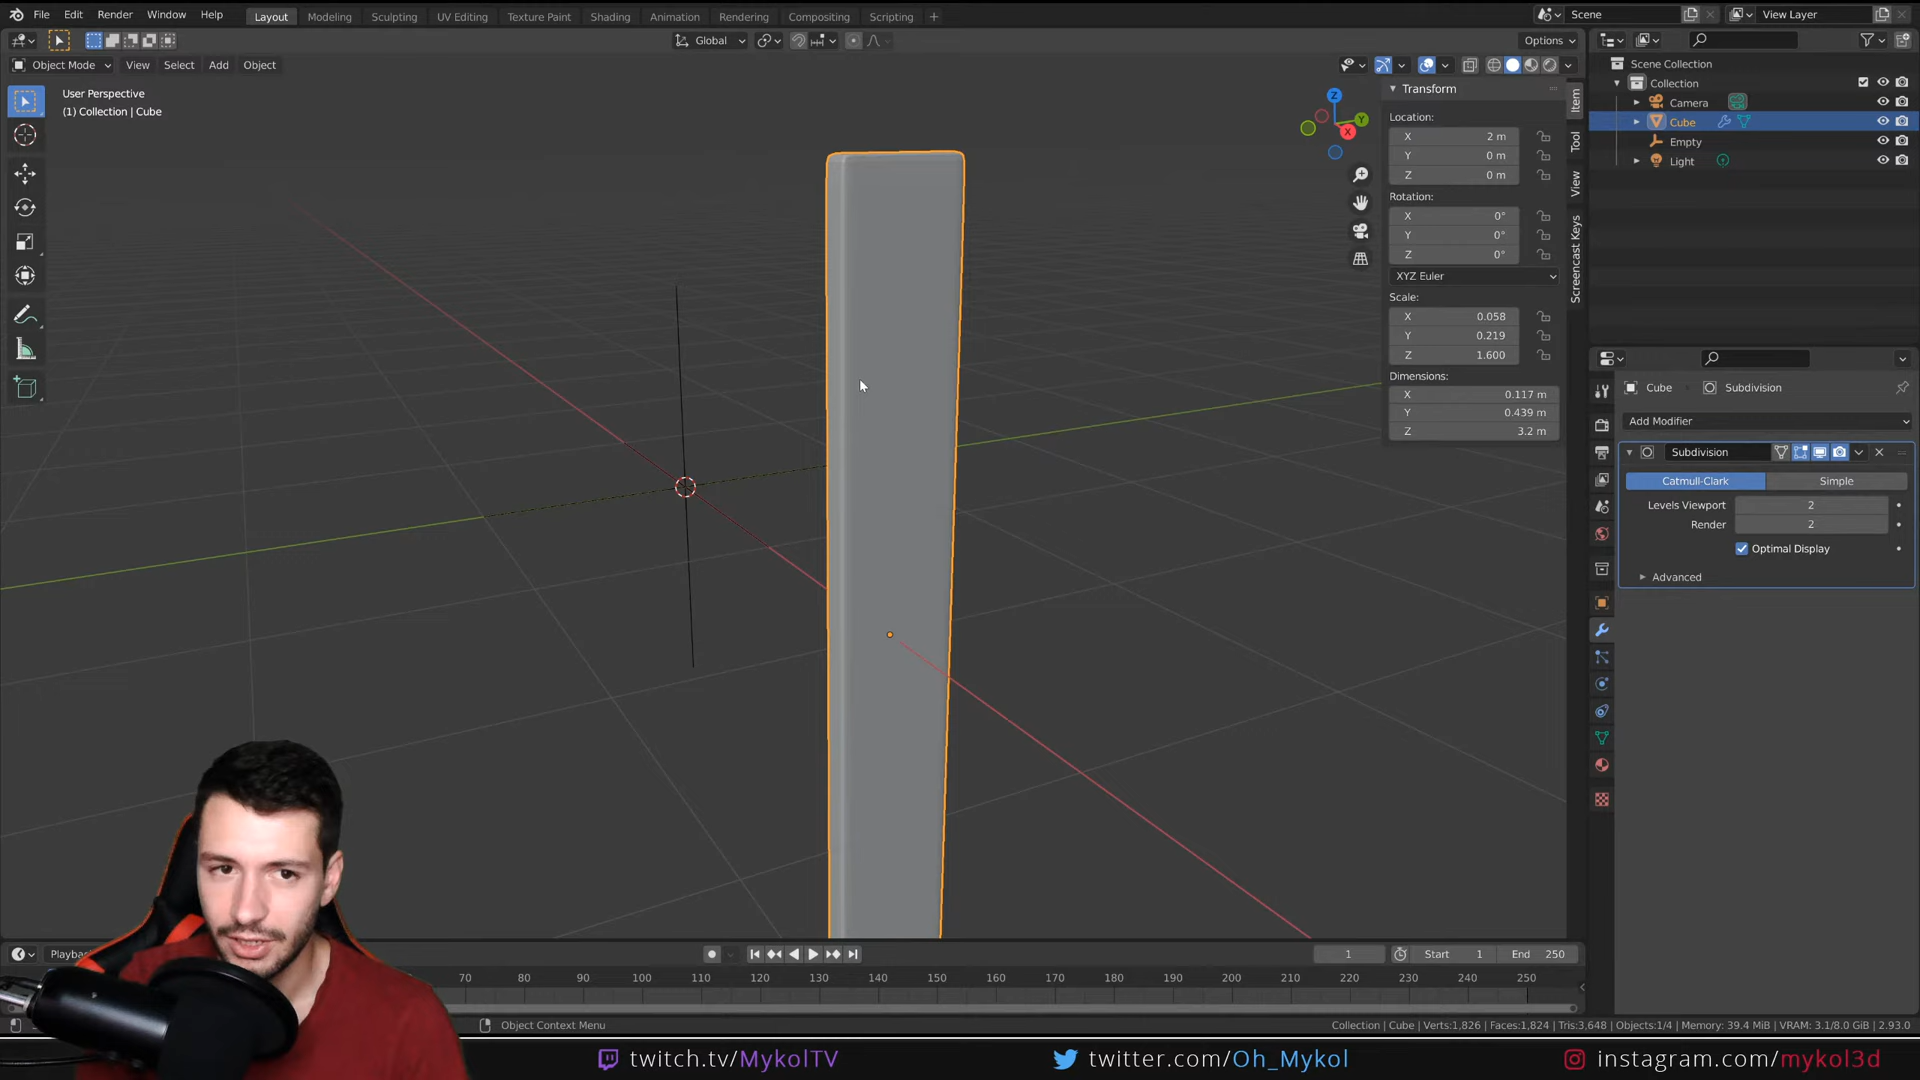 File Edit Render Window Help Layout Modeling Sculpting UV Editing Texture Paint Shading Animation Rendering Compositing Scripting + Scene View Layer
Global Options
Object Mode View Select Add Object
User Perspective
(1) Collection | Cube
Z
Y
X
Transform
Location:
X 2 m
Y 0 m
Z 0 m
Rotation:
X 0°
Y 0°
Z 0°
XYZ Euler
Scale:
X 0.058
Y 0.219
Z 1.600
Dimensions:
X 0.117 m
Y 0.439 m
Z 3.2 m
Item
Tool
View
Screencast Keys
Scene Collection
Collection
Camera
Cube
Empty
Light
Cube Subdivision
Add Modifier
Subdivision
Catmull-Clark Simple
Levels Viewport 2
Render 2
Optimal Display
Advanced
1 Start 1 End 250
70 80 90 100 110 120 130 140 150 160 170 180 190 200 210 220 230 240 250
Object Context Menu
Collection | Cube | Verts:1,826 | Faces:1,824 | Tris:3,648 | Objects:1/4 | Memory: 39.4 MiB | VRAM: 3.1/8.0 GiB | 2.93.0
twitch.tv/MykolTV twitter.com/Oh_Mykol instagram.com/mykol3d